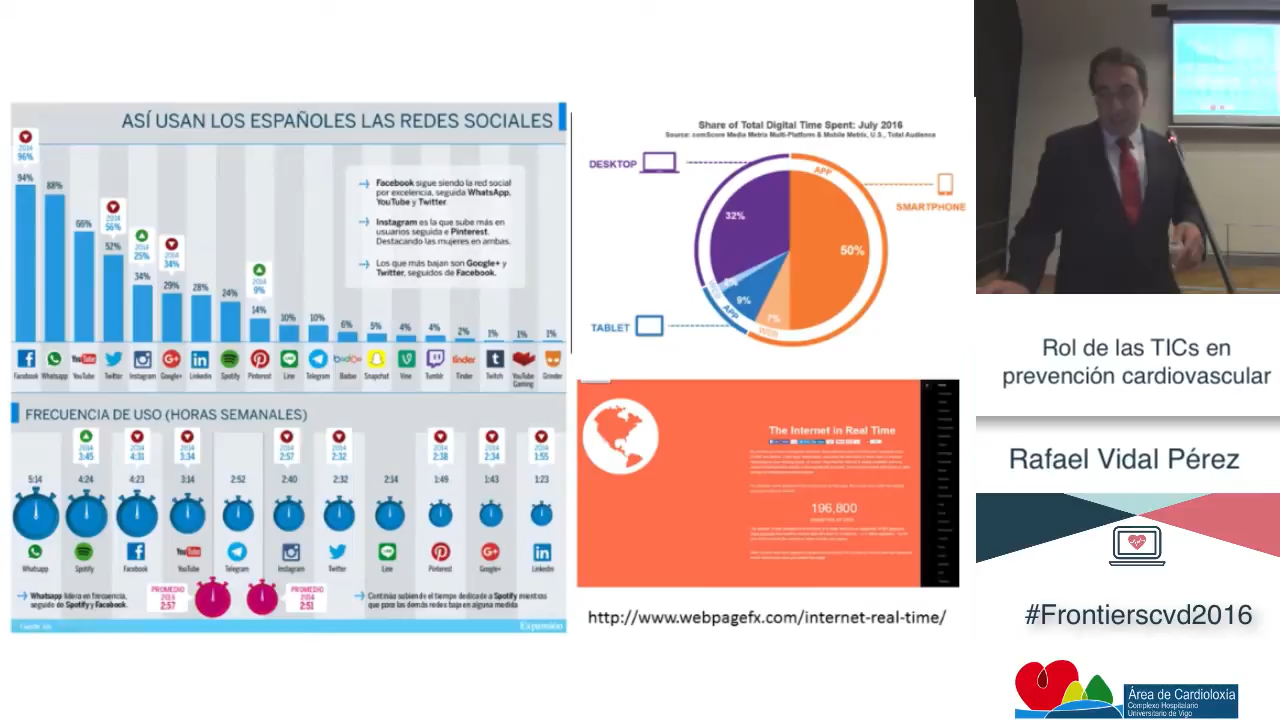 ASÍ USAN LOS ESPAÑOLES LAS REDES SOCIALES
2014
96%
94%
88%
66%
2014
56%
52%
2014
25%
34%
2014
34%
29%
28%
24%
2014
9%
14%
10%
10%
6%
5%
4%
4%
2%
1%
1%
1%
Facebook sigue siendo la red social
por excelencia, seguida WhatsApp,
YouTube y Twitter.
Instagram es la que sube más en
usuarios seguida e Pinterest.
Destacando las mujeres en ambas.
Los que más bajan son Google+ y
Twitter, seguidos de Facebook.
Facebook Whatsapp YouTube Twitter Instagram Google+ Linkedin Spotify Pinterest Line Telegram Badoo Snapchat Vine Tumblr Tinder Twitch YouTube Gaming Grinder
FRECUENCIA DE USO (HORAS SEMANALES)
2014
3:45
2014
4:31
2014
3:34
2014
2:57
2014
2:32
2014
2:38
2014
2:34
2014
1:55
5:14 4:24 4:23 3:14 2:52 2:40 2:32 2:14 1:49 1:43 1:23
Whatsapp Spotify Facebook YouTube Telegram Instagram Twitter Line Pinterest Google+ Linkedin
Whatsapp lidera en frecuencia,
seguido de Spotify y Facebook.
PROMEDIO
2015
2:57
PROMEDIO
2014
2:51
Continúa subiendo el tiempo dedicado a Spotify mientras
que para las demás redes baja en alguna medida
Expansión
Share of Total Digital Time Spent: July 2016
Source: comScore Media Metrix Multi-Platform & Mobile Metrix, U.S., Total Audience
DESKTOP
APP
SMARTPHONE
32%
50%
9%
7%
WEB
APP
TABLET
The Internet in Real Time
196,800
http://www.webpagefx.com/internet-real-time/
Rol de las TICs en
prevención cardiovascular
Rafael Vidal Pérez
#Frontierscvd2016
Área de Cardioloxía
Complexo Hospitalario
Universitario de Vigo